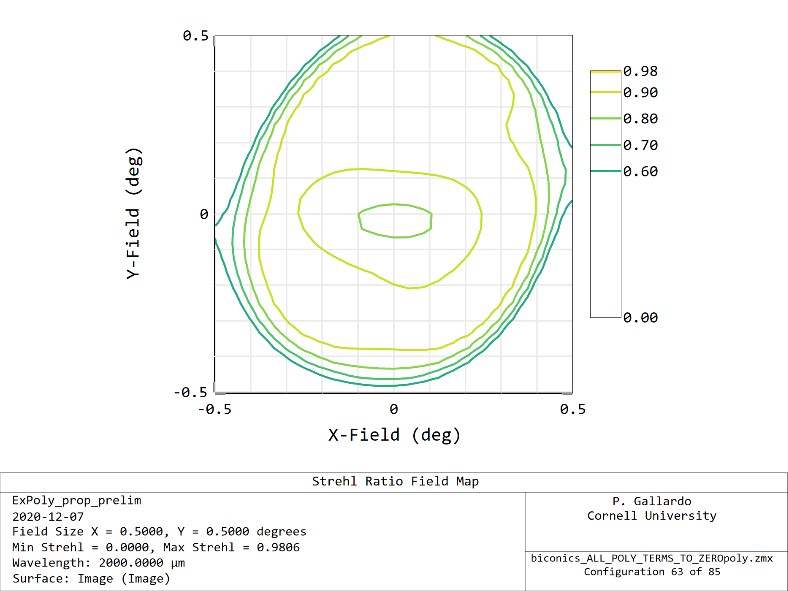 0.5
0
-0.5
-0.5 0 0.5
Y-Field (deg)
X-Field (deg)
0.98
0.90
0.80
0.70
0.60
0.00
Strehl Ratio Field Map
ExPoly_prop_prelim
2020-12-07
Field Size X = 0.5000, Y = 0.5000 degrees
Min Strehl = 0.0000, Max Strehl = 0.9806
Wavelength: 2000.0000 µm
Surface: Image (Image)
P. Gallardo
Cornell University
biconics_ALL_POLY_TERMS_TO_ZEROpoly.zmx
Configuration 63 of 85